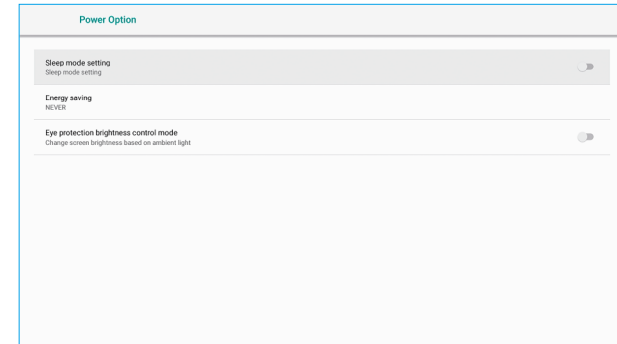 Power Option
Sleep mode setting
Sleep mode setting
Energy saving
NEVER
Eye protection brightness control mode
Change screen brightness based on ambient light